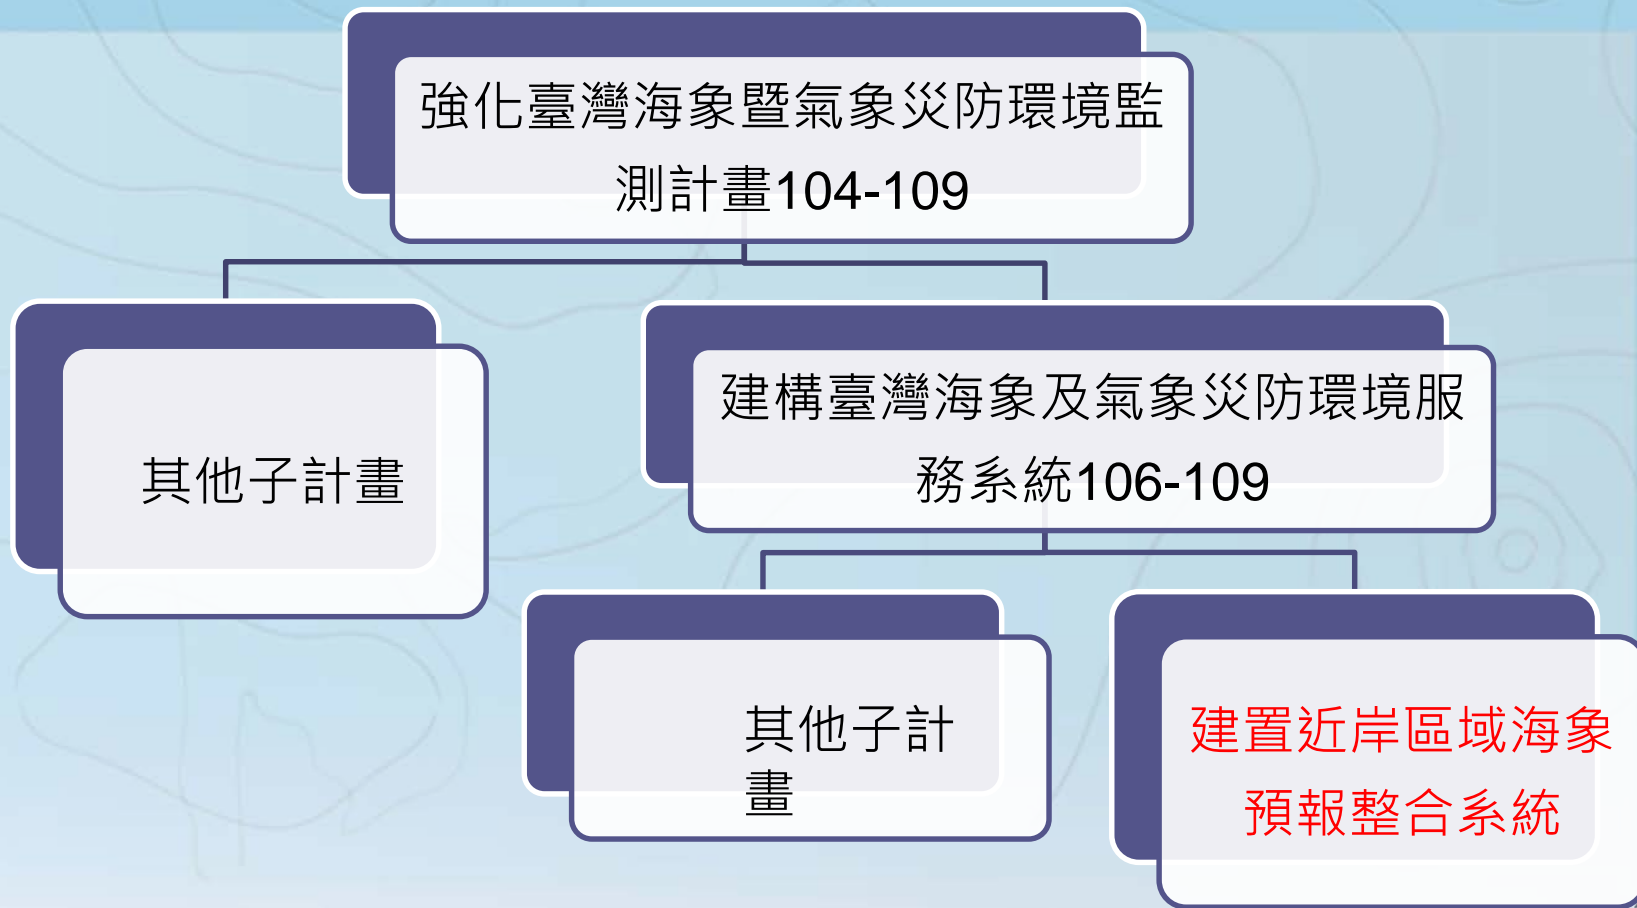 強化臺灣海象暨氣象災防環境監
測計畫104-109
其他子計畫
建構臺灣海象及氣象災防環境服
務系統106-109
其他子計
畫
建置近岸區域海象
預報整合系統